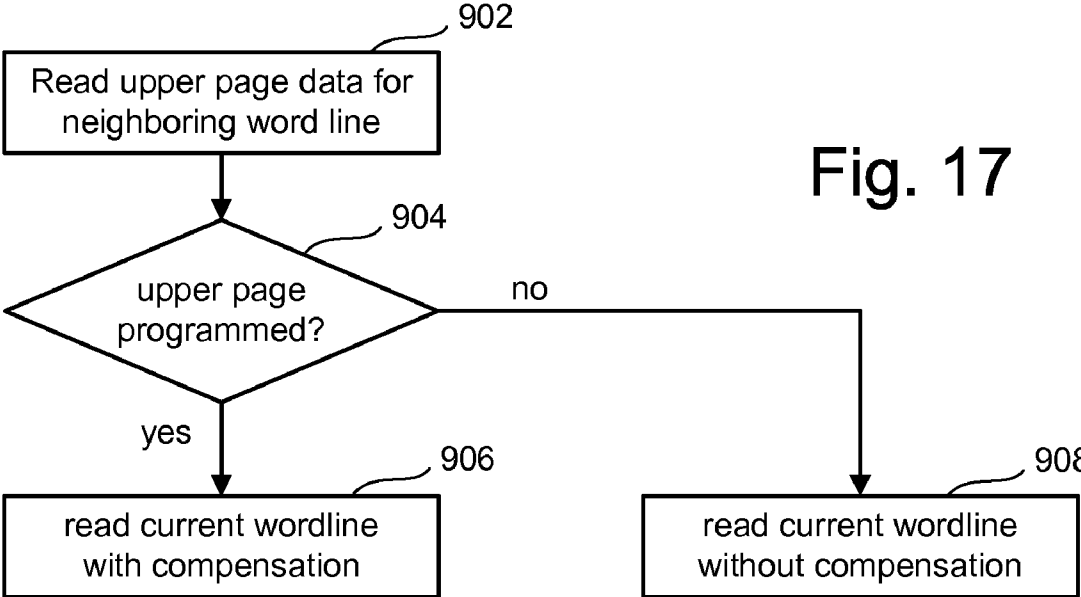 902
Read upper page data for
neighboring word line
Fig. 17
904
upper page
programmed?
no
yes
906
908
read current wordline
with compensation
read current wordline
without compensation